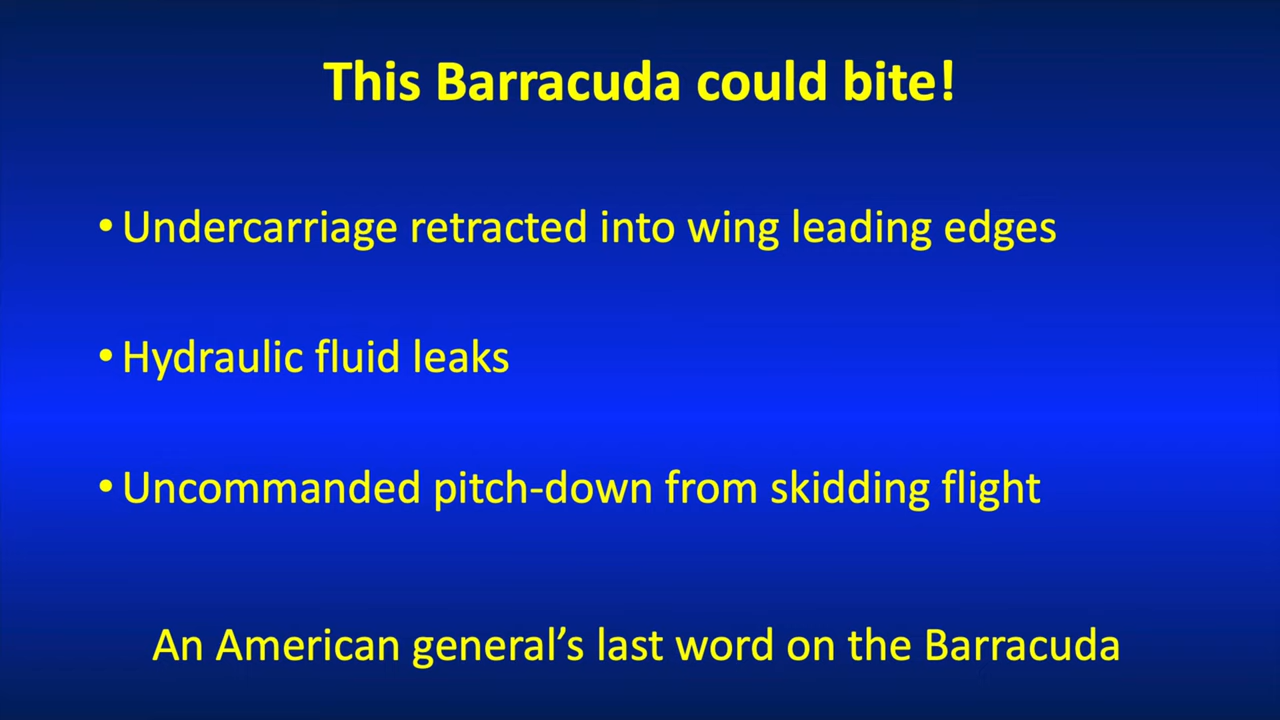 This Barracuda could bite!
• Undercarriage retracted into wing leading edges
• Hydraulic fluid leaks
• Uncommanded pitch-down from skidding flight
An American general’s last word on the Barracuda